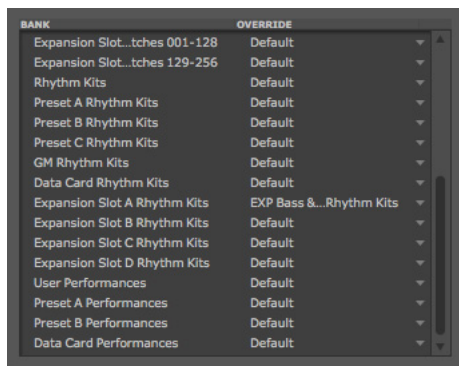 BANK OVERRIDE
Expansion Slot...tches 001-128 Default
Expansion Slot...tches 129-256 Default
Rhythm Kits Default
Preset A Rhythm Kits Default
Preset B Rhythm Kits Default
Preset C Rhythm Kits Default
GM Rhythm Kits Default
Data Card Rhythm Kits Default
Expansion Slot A Rhythm Kits EXP Bass &...Rhythm Kits
Expansion Slot B Rhythm Kits Default
Expansion Slot C Rhythm Kits Default
Expansion Slot D Rhythm Kits Default
User Performances Default
Preset A Performances Default
Preset B Performances Default
Data Card Performances Default